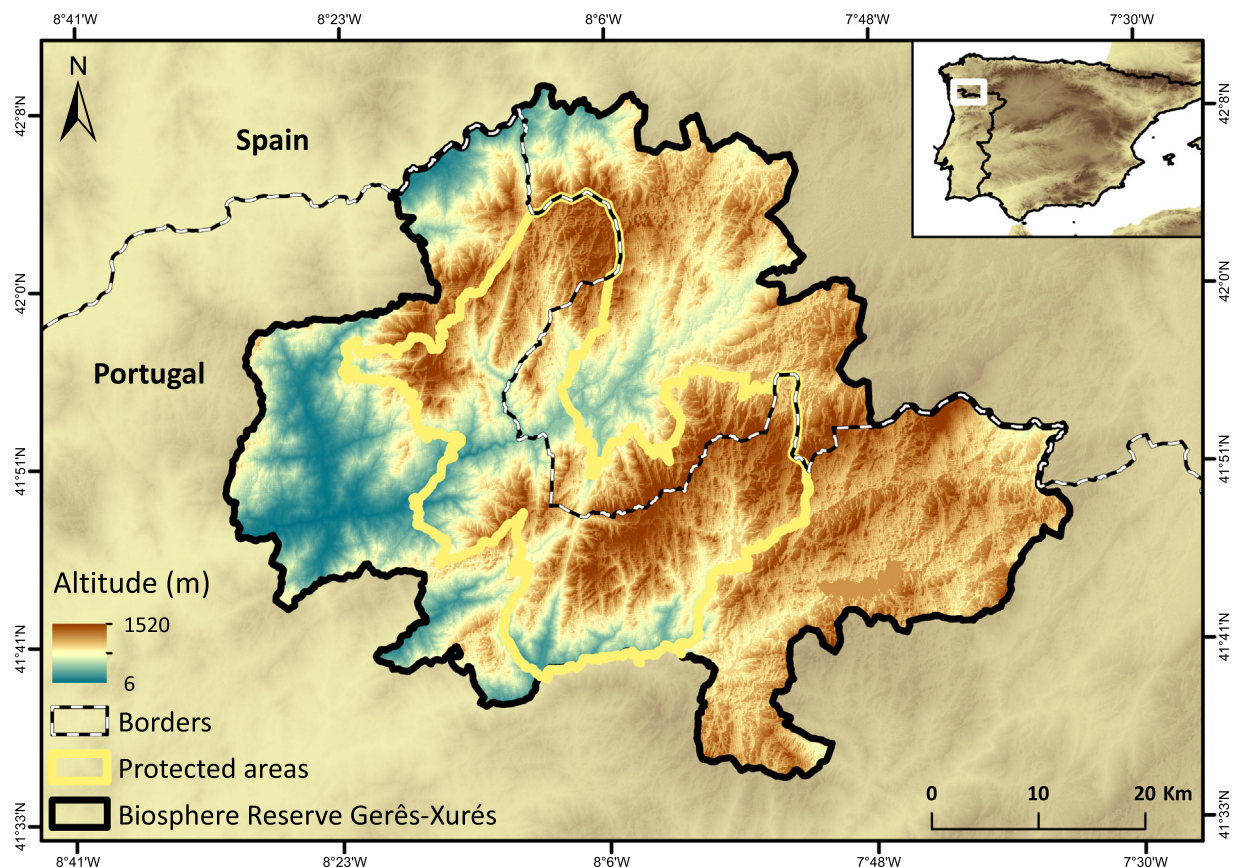 8°41'W 8°23'W 8°6'W 7°48'W 7°30'W
N
42°8'N
42°8'N
Spain
42°0'N
42°0'N
Portugal
41°51'N
41°51'N
Altitude (m)
1520
6
41°41'N
41°41'N
Borders
Protected areas
Biosphere Reserve Gerês-Xurés
0 10 20 Km
41°33'N
41°33'N
8°41'W 8°23'W 8°6'W 7°48'W 7°30'W